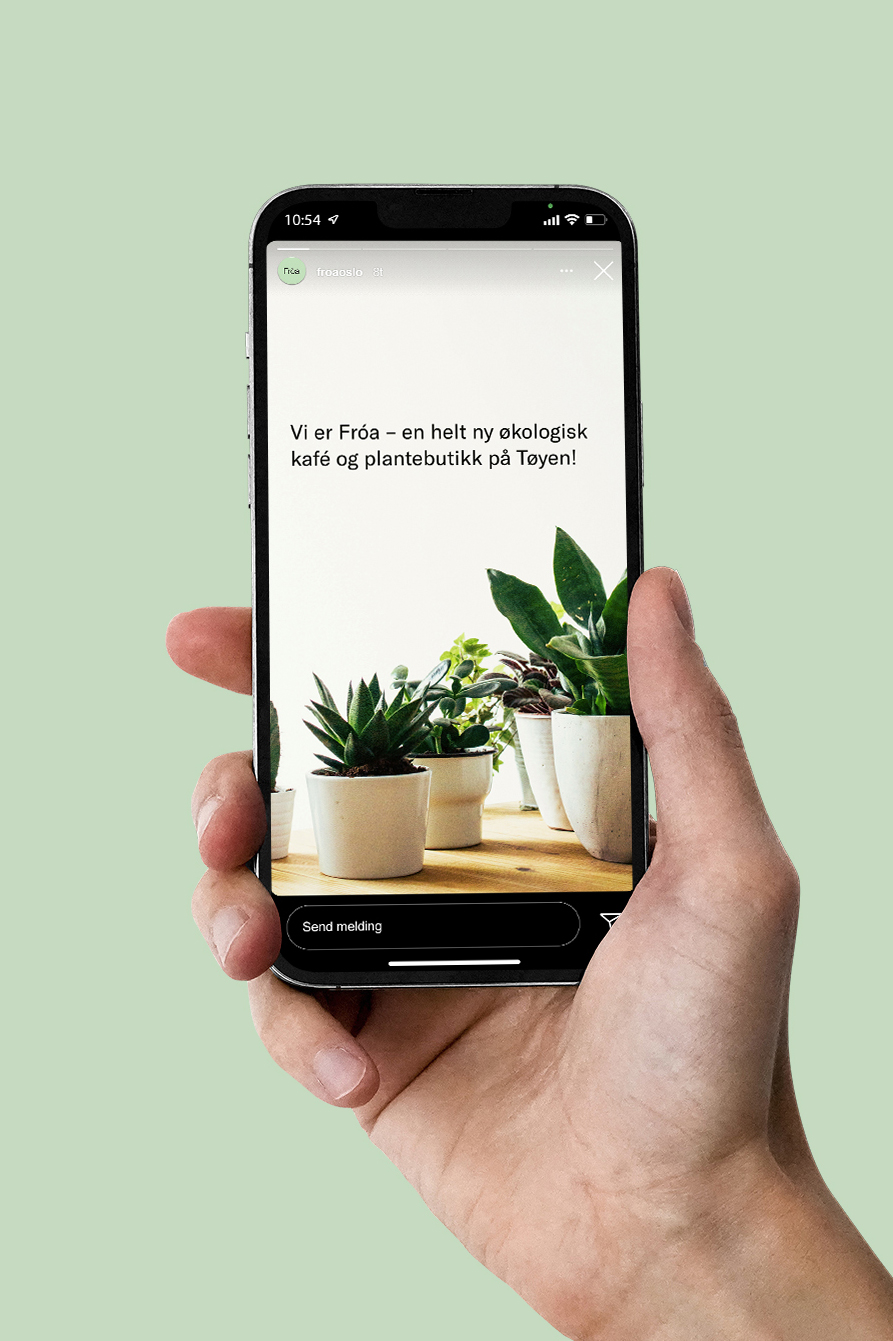 10:54
Fróa froaoslo 8t
Vi er Fróa – en helt ny økologisk
kafé og plantebutikk på Tøyen!
Send melding